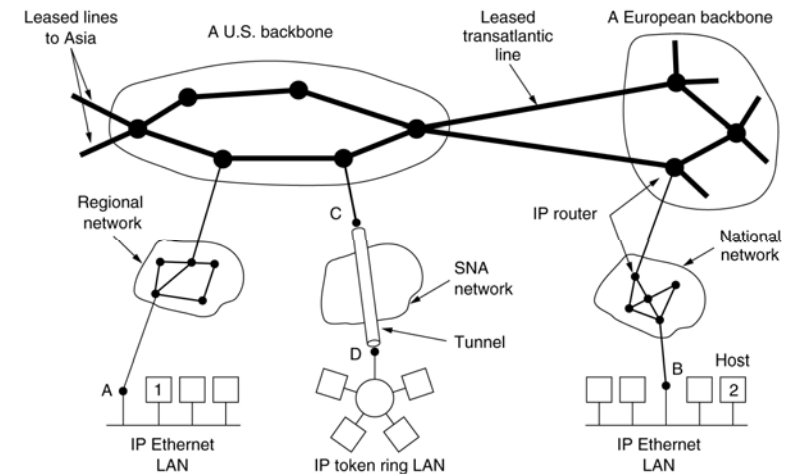 Leased lines
to Asia
A U.S. backbone
Leased
transatlantic
line
A European backbone
Regional
network
C
IP router
National
network
SNA
network
Tunnel
D
A
1
B
Host
2
IP Ethernet
LAN
IP token ring LAN
IP Ethernet
LAN